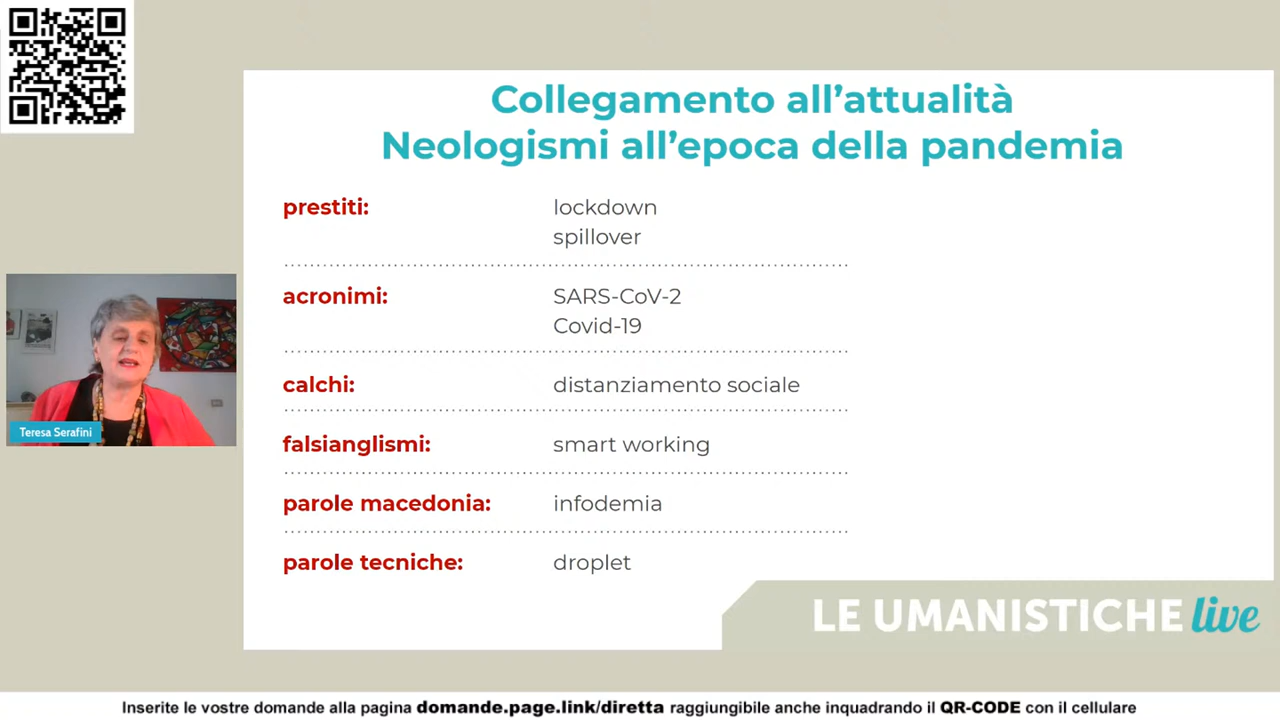 Collegamento all’attualità
Neologismi all’epoca della pandemia
prestiti: lockdown
spillover
acronimi: SARS-CoV-2
Covid-19
calchi: distanziamento sociale
falsianglismi: smart working
parole macedonia: infodemia
parole tecniche: droplet
Teresa Serafini
LE UMANISTICHE live
Inserite le vostre domande alla pagina domande.page.link/diretta raggiungibile anche inquadrando il QR-CODE con il cellulare